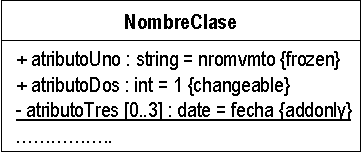 NombreClase
+ atributoUno : string = nromvmto {frozen}
+ atributoDos : int = 1 {changeable}
- atributoTres [0..3] : date = fecha {addonly}
.................